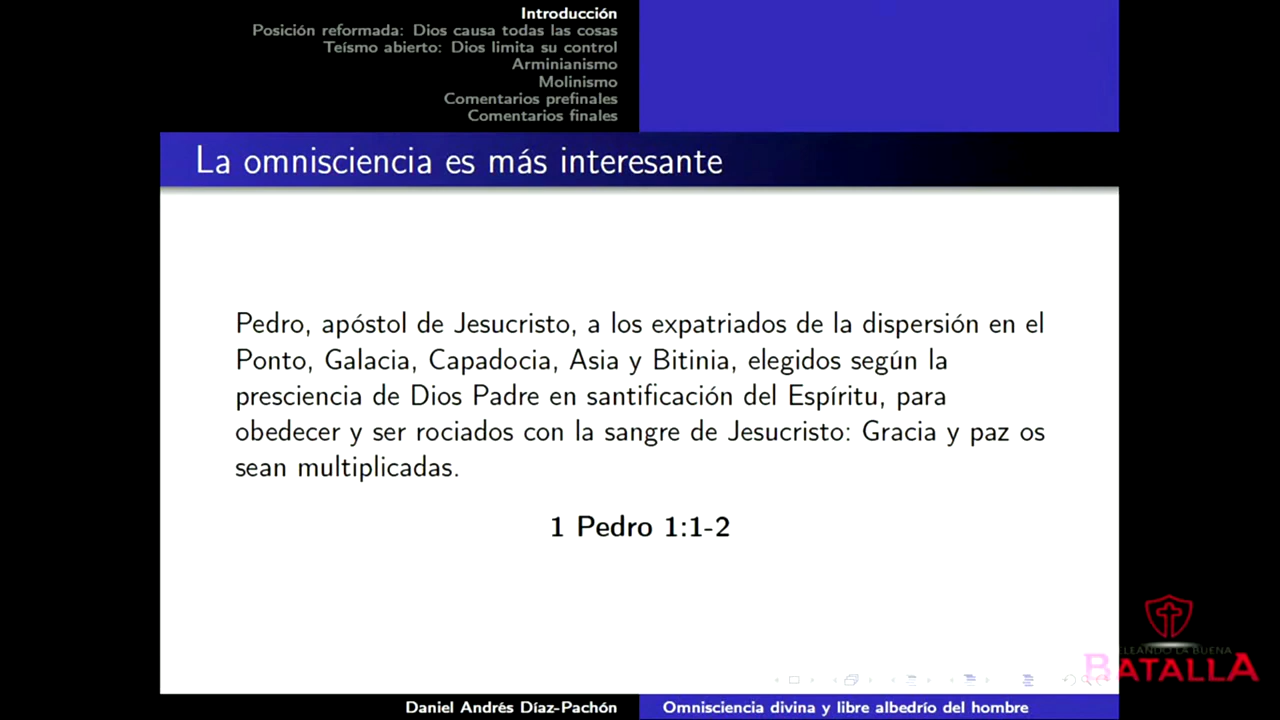 Introducción
Posición reformada: Dios causa todas las cosas
Teísmo abierto: Dios limita su control
Arminianismo
Molinismo
Comentarios prefinales
Comentarios finales
La omnisciencia es más interesante
Pedro, apóstol de Jesucristo, a los expatriados de la dispersión en el
Ponto, Galacia, Capadocia, Asia y Bitinia, elegidos según la
presciencia de Dios Padre en santificación del Espíritu, para
obedecer y ser rociados con la sangre de Jesucristo: Gracia y paz os
sean multiplicadas.
1 Pedro 1:1-2
LEANDO LA BUENA
BATALLA
Daniel Andrés Díaz-Pachón
Omnisciencia divina y libre albedrío del hombre